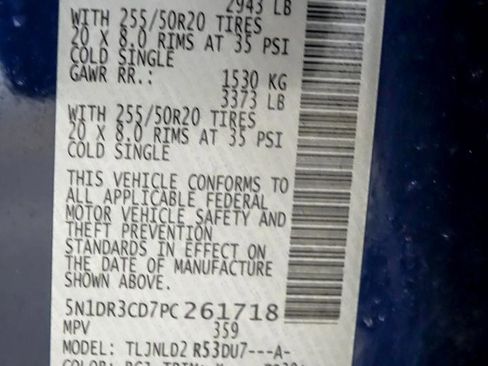 2943 LB
WITH 255/50R20 TIRES
20 X 8.0 RIMS AT 35 PSI
COLD SINGLE
GAWR RR.: 1530 KG
3373 LB
WITH 255/50R20 TIRES
20 X 8.0 RIMS AT 35 PSI
COLD SINGLE
THIS VEHICLE CONFORMS TO
ALL APPLICABLE FEDERAL
MOTOR VEHICLE SAFETY AND
THEFT PREVENTION
STANDARDS IN EFFECT ON
THE DATE OF MANUFACTURE
SHOWN ABOVE.
5N1DR3CD7PC261718
MPV 359
MODEL: TLJNLD2 R53DU7---A-
COLOR: